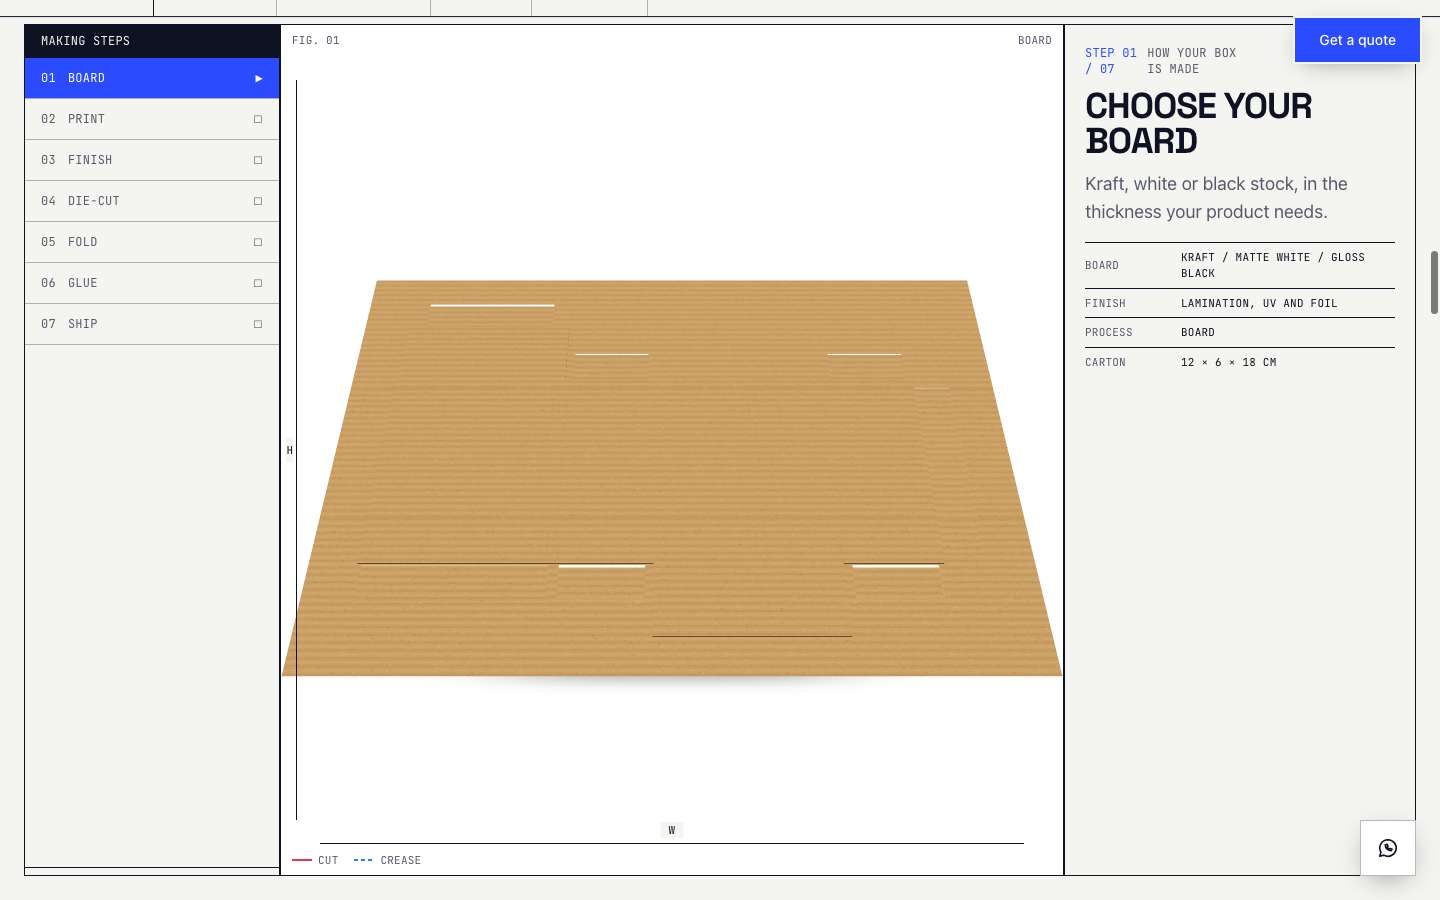 MAKING STEPS
01 BOARD
02 PRINT
03 FINISH
04 DIE-CUT
05 FOLD
06 GLUE
07 SHIP
FIG. 01
BOARD
H
W
CUT
CREASE
Get a quote
STEP 01 / 07
HOW YOUR BOX IS MADE
CHOOSE YOUR
BOARD
Kraft, white or black stock, in the
thickness your product needs.
BOARD KRAFT / MATTE WHITE / GLOSS
BLACK
FINISH LAMINATION, UV AND FOIL
PROCESS BOARD
CARTON 12 × 6 × 18 CM